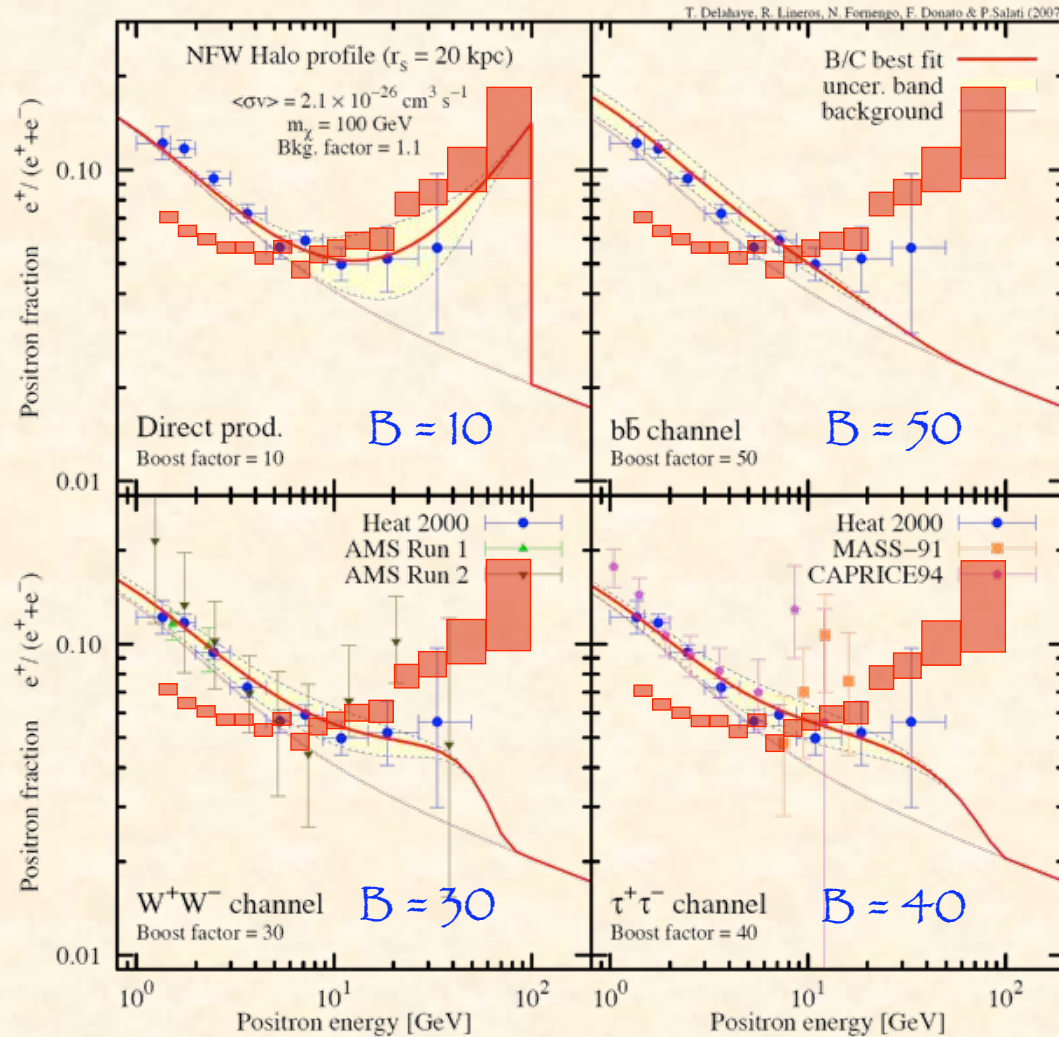 T. Delahaye, R. Lineros, N. Fornengo, F. Donato & P.Salati (2007
NFW Halo profile (rₛ = 20 kpc)
<σv> = 2.1 × 10⁻²⁶ cm³ s⁻¹
mᵪ = 100 GeV
Bkg. factor = 1.1
Positron fraction e⁺/ (e⁺+e⁻)
0.10
0.01
Direct prod.
Boost factor = 10
B = 10
B/C best fit
uncer. band
background
bb̄ channel
Boost factor = 50
B = 50
Heat 2000
AMS Run 1
AMS Run 2
Positron fraction e⁺/ (e⁺+e⁻)
0.10
0.01
W⁺W⁻ channel
Boost factor = 30
B = 30
10⁰ 10¹ 10²
Positron energy [GeV]
Heat 2000
MASS−91
CAPRICE94
τ⁺τ⁻ channel
Boost factor = 40
B = 40
10⁰ 10¹ 10²
Positron energy [GeV]